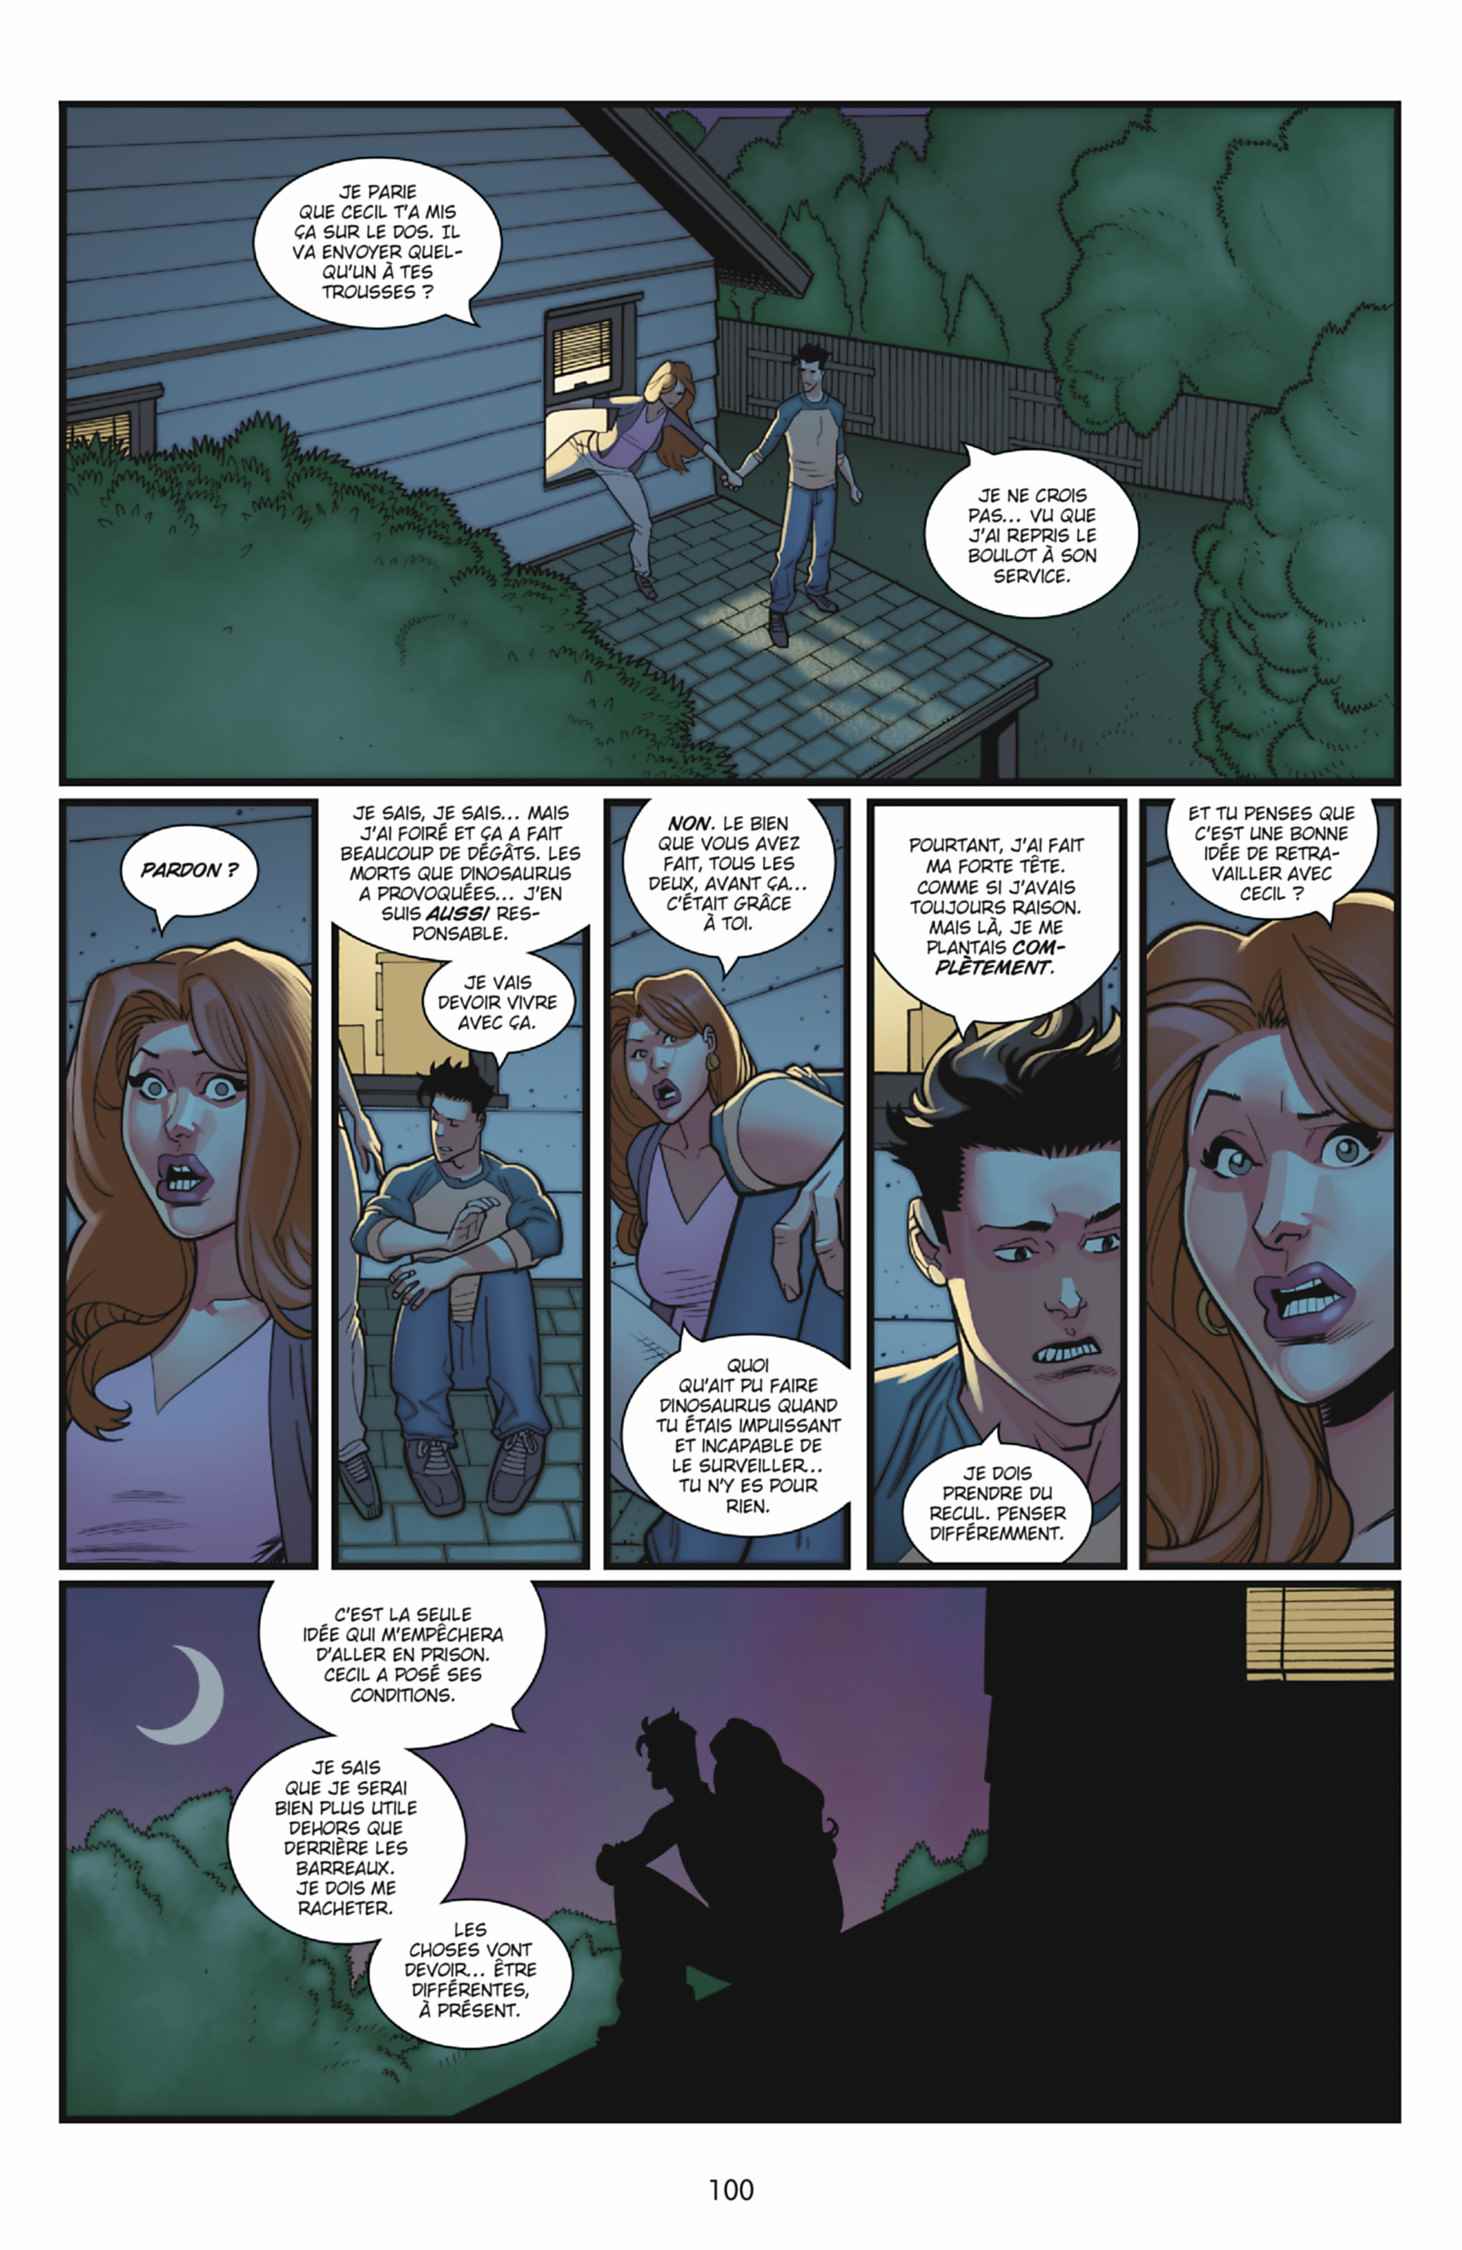 JE PARIE
QUE CECIL T'A MIS
ÇA SUR LE DOS. IL
VA ENVOYER QUEL-
QU'UN À TES
TROUSSES ?
JE NE CROIS
PAS... VU QUE
J'AI REPRIS LE
BOULOT À SON
SERVICE.
PARDON ?
JE SAIS, JE SAIS... MAIS
J'AI FOIRÉ ET ÇA A FAIT
BEAUCOUP DE DÉGÂTS. LES
MORTS QUE DINOSAURUS
A PROVOQUÉES... J'EN
SUIS AUSSI RES-
PONSABLE.
JE VAIS
DEVOIR VIVRE
AVEC ÇA.
NON. LE BIEN
QUE VOUS AVEZ
FAIT, TOUS LES
DEUX, AVANT ÇA...
C'ÉTAIT GRÂCE
À TOI.
QUOI
QU'AIT PU FAIRE
DINOSAURUS QUAND
TU ÉTAIS IMPUISSANT
ET INCAPABLE DE
LE SURVEILLER...
TU N'Y ES POUR
RIEN.
POURTANT, J'AI FAIT
MA FORTE TÊTE.
COMME SI J'AVAIS
TOUJOURS RAISON.
MAIS LÀ, JE ME
PLANTAIS COM-
PLÈTEMENT.
JE DOIS
PRENDRE DU
RECUL. PENSER
DIFFÉREMMENT.
ET TU PENSES QUE
C'EST UNE BONNE
IDÉE DE RETRA-
VAILLER AVEC
CECIL ?
C'EST LA SEULE
IDÉE QUI M'EMPÊCHERA
D'ALLER EN PRISON.
CECIL A POSÉ SES
CONDITIONS.
JE SAIS
QUE JE SERAI
BIEN PLUS UTILE
DEHORS QUE
DERRIÈRE LES
BARREAUX.
JE DOIS ME
RACHETER.
LES
CHOSES VONT
DEVOIR... ÊTRE
DIFFÉRENTES,
À PRÉSENT.
100